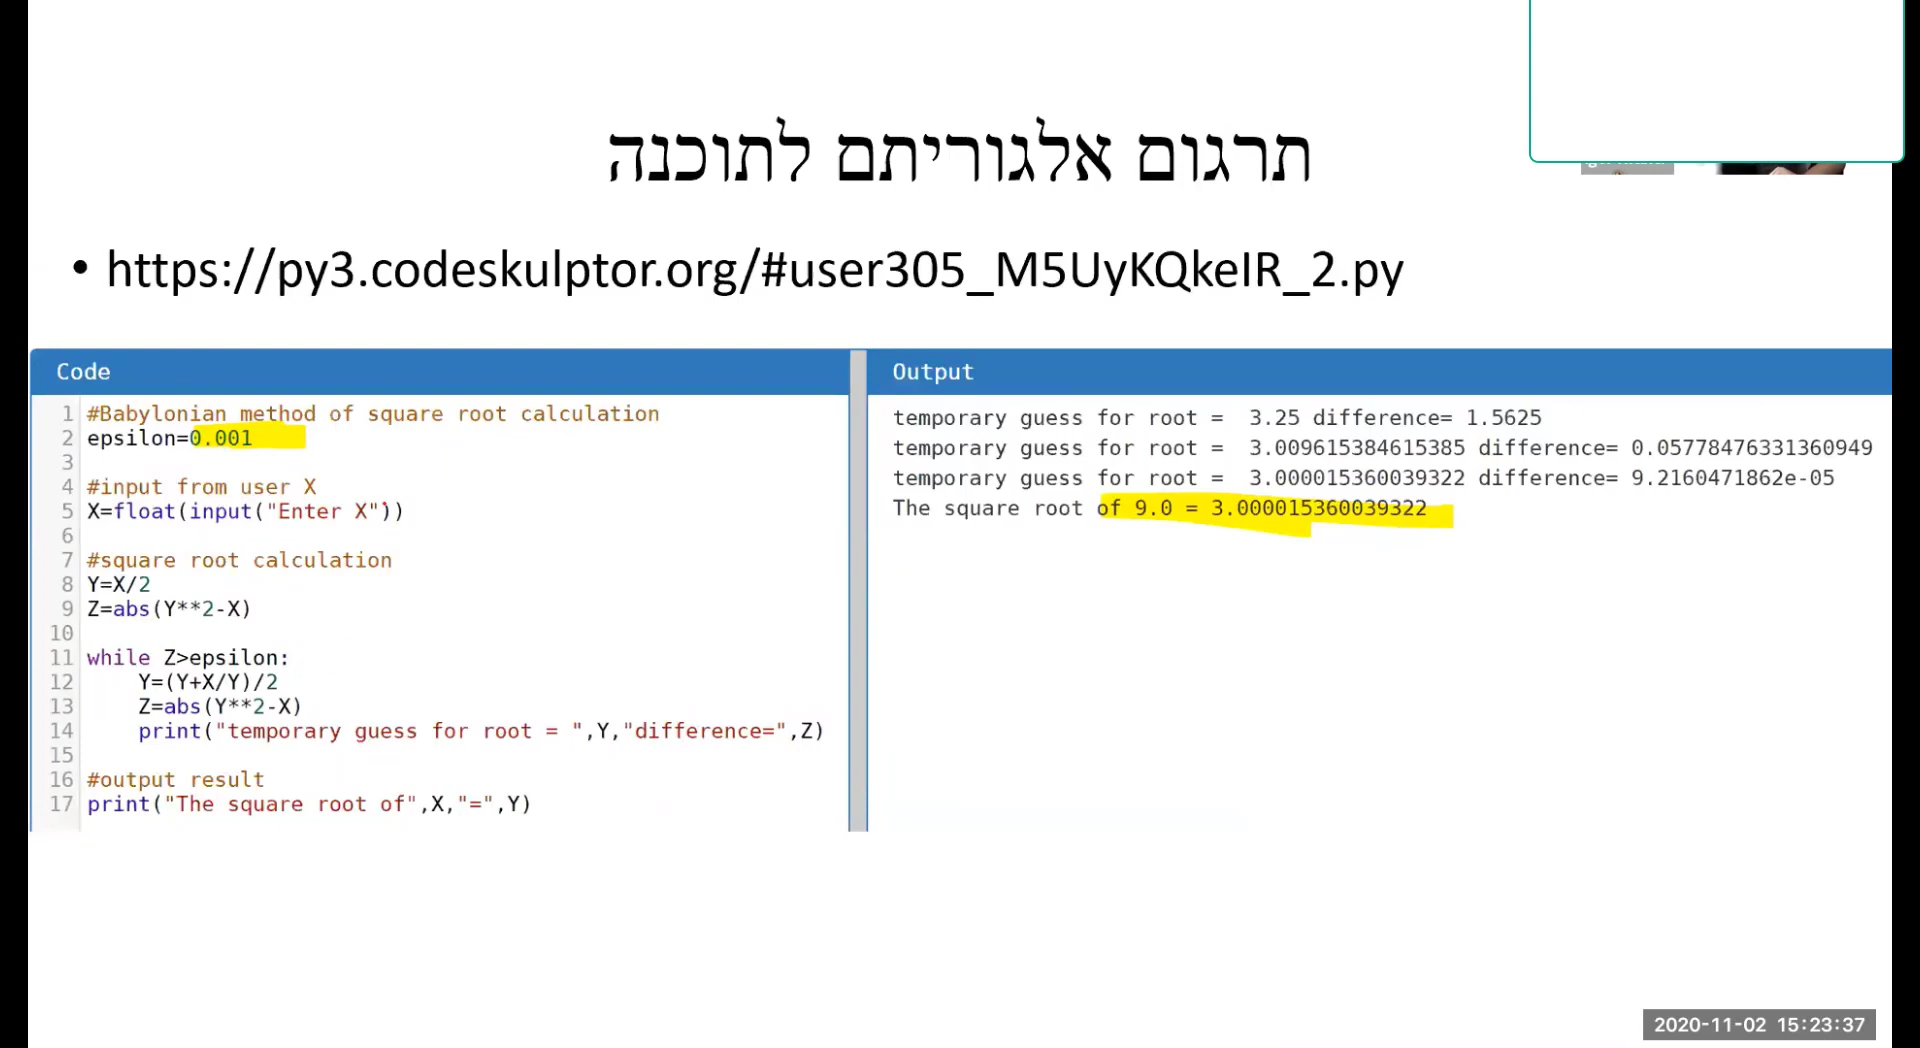 תרגום אלגוריתם לתוכנה
• https://py3.codeskulptor.org/#user305_M5UyKQkeIR_2.py
Code
1 #Babylonian method of square root calculation
2 epsilon=0.001
3
4 #input from user X
5 X=float(input("Enter X"))
6
7 #square root calculation
8 Y=X/2
9 Z=abs(Y**2-X)
10
11 while Z>epsilon:
12     Y=(Y+X/Y)/2
13     Z=abs(Y**2-X)
14     print("temporary guess for root = ",Y,"difference=",Z)
15
16 #output result
17 print("The square root of",X,"=",Y)
Output
temporary guess for root =  3.25 difference= 1.5625
temporary guess for root =  3.009615384615385 difference= 0.05778476331360949
temporary guess for root =  3.000015360039322 difference= 9.2160471862e-05
The square root of 9.0 = 3.000015360039322
2020-11-02 15:23:37